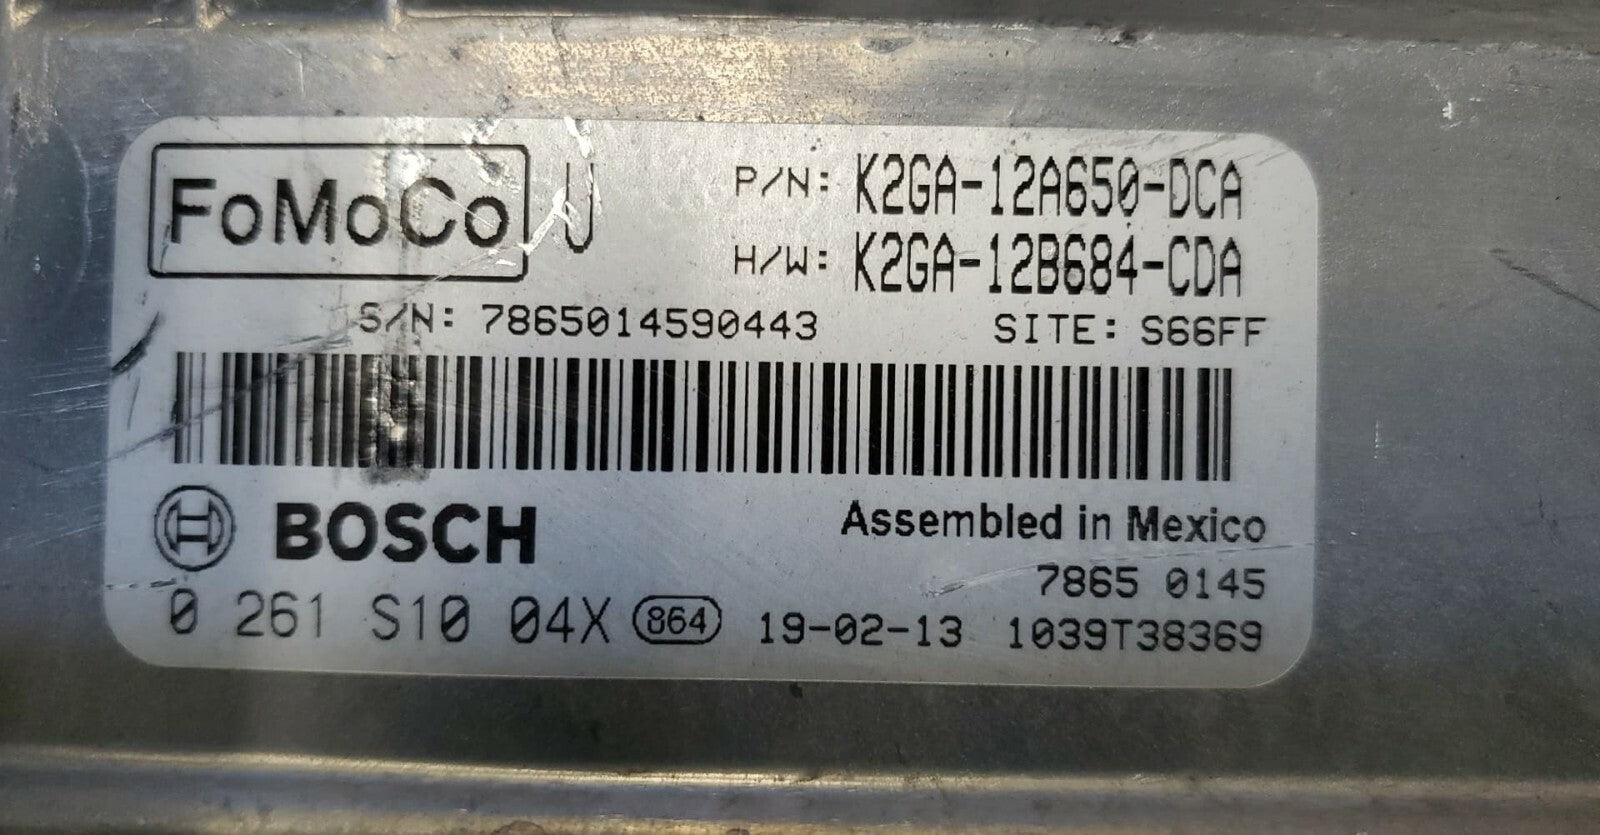 FoMoCo U P/N: K2GA-12A650-DCA
H/W: K2GA-12B684-CDA
S/N: 7865014590443 SITE: S66FF
BOSCH Assembled in Mexico
7865 0145
0 261 S10 04X 864 19-02-13 1039T38369